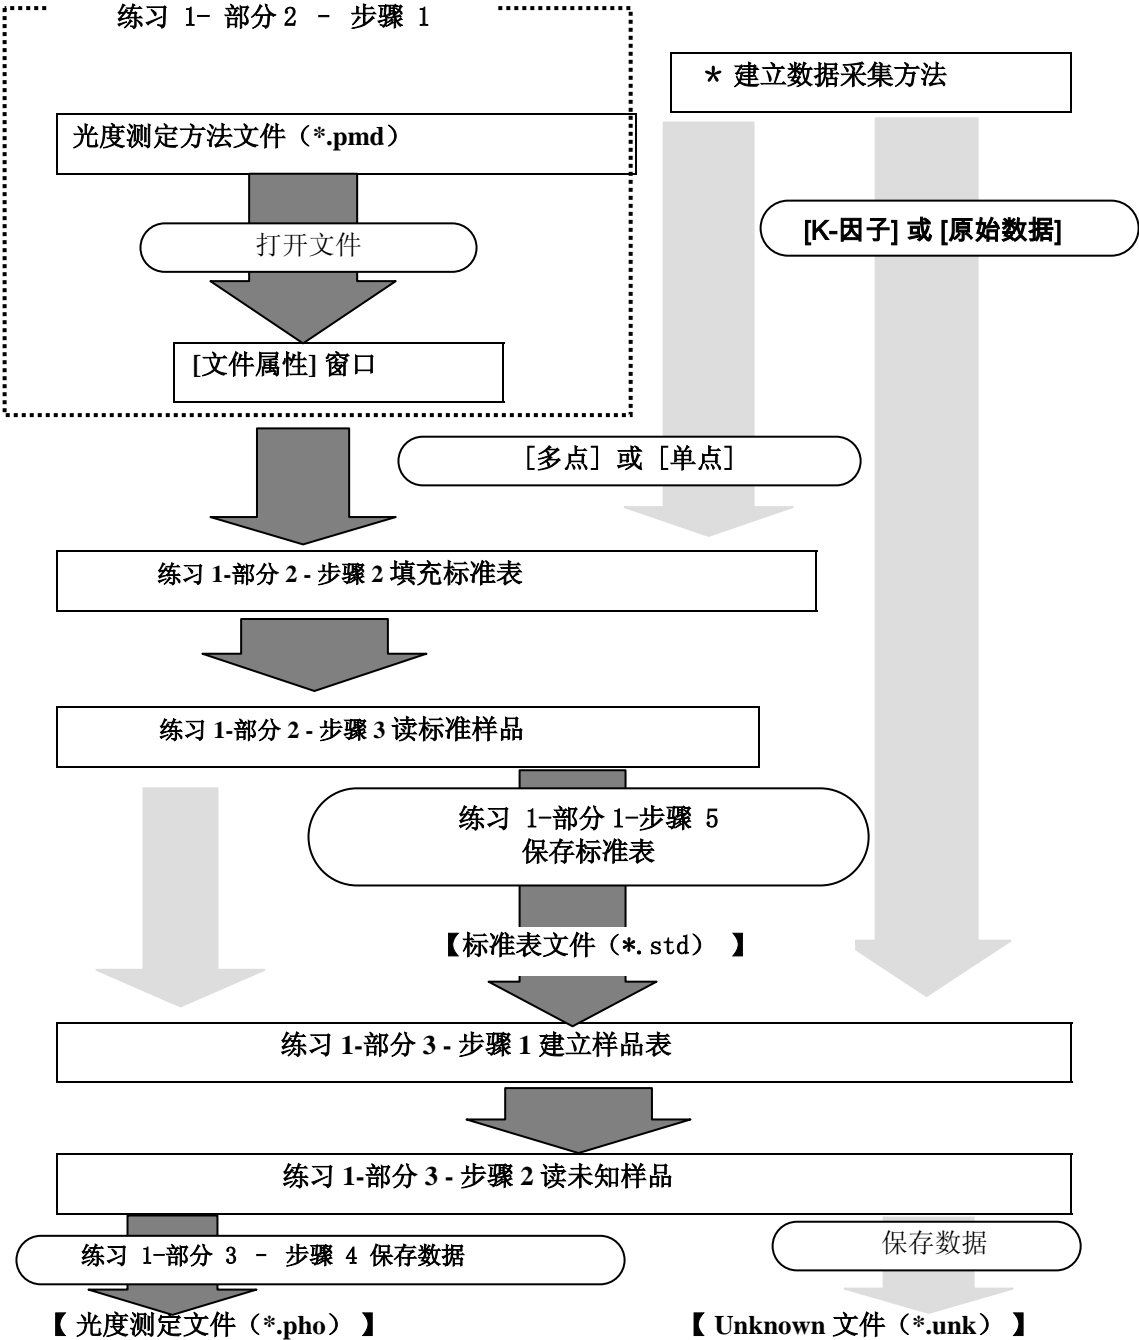 练习 1- 部分 2 - 步骤 1
* 建立数据采集方法
光度测定方法文件（*.pmd）
[K-因子] 或 [原始数据]
打开文件
[文件属性] 窗口
[多点] 或 [单点]
练习 1-部分 2 - 步骤 2 填充标准表
练习 1-部分 2 - 步骤 3 读标准样品
练习 1-部分 1-步骤 5
保存标准表
【标准表文件（*.std） 】
练习 1-部分 3 - 步骤 1 建立样品表
练习 1-部分 3 - 步骤 2 读未知样品
练习 1-部分 3 - 步骤 4 保存数据
保存数据
【 光度测定文件（*.pho） 】
【 Unknown 文件（*.unk） 】